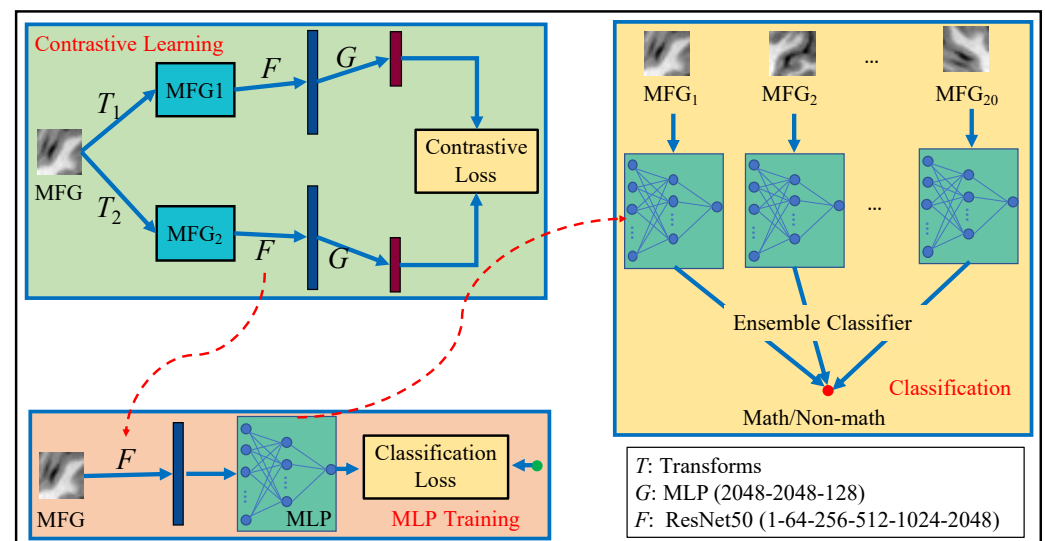 Contrastive Learning
T1
MFG1
F
G
MFG
Contrastive
Loss
T2
MFG2
F
G
MFG1
MFG2
...
MFG20
...
Ensemble Classifier
Classification
Math/Non-math
MFG
F
MLP
Classification
Loss
MLP Training
T: Transforms
G: MLP (2048-2048-128)
F: ResNet50 (1-64-256-512-1024-2048)